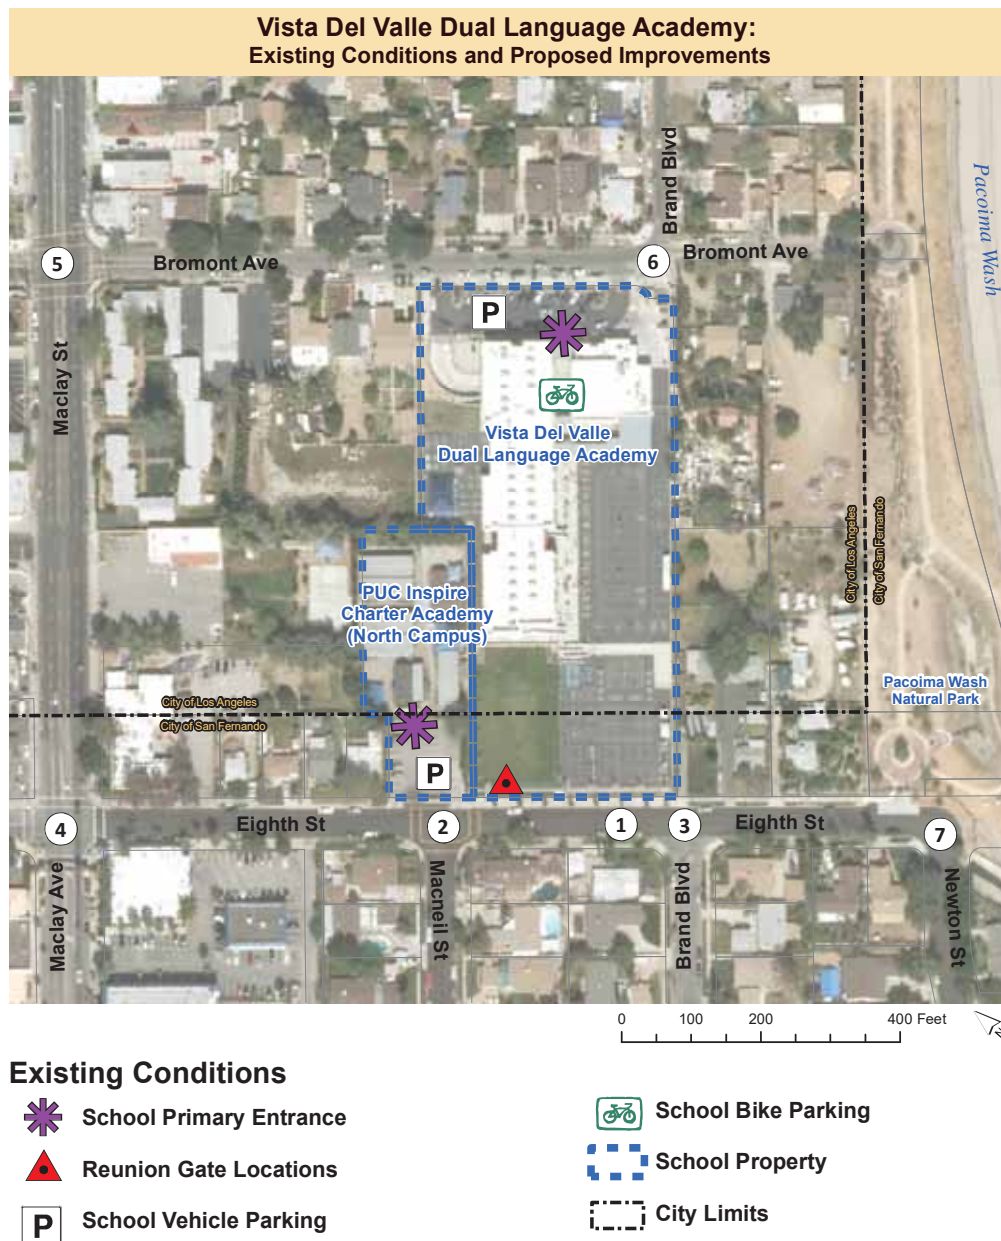 Vista Del Valle Dual Language Academy:
Existing Conditions and Proposed Improvements
Brand Blvd
Pacoima Wash
5
Bromont Ave
6
Bromont Ave
P
Maclay St
Vista Del Valle
Dual Language Academy
City of Los Angeles
City of San Fernando
PUC Inspire
Charter Academy
(North Campus)
Pacoima Wash
Natural Park
City of Los Angeles
City of San Fernando
P
4
Eighth St
2
1
3
Eighth St
7
Maclay Ave
Macneil St
Brand Blvd
Newton St
0 100 200 400 Feet
N
Existing Conditions
School Primary Entrance
School Bike Parking
Reunion Gate Locations
School Property
P
School Vehicle Parking
City Limits